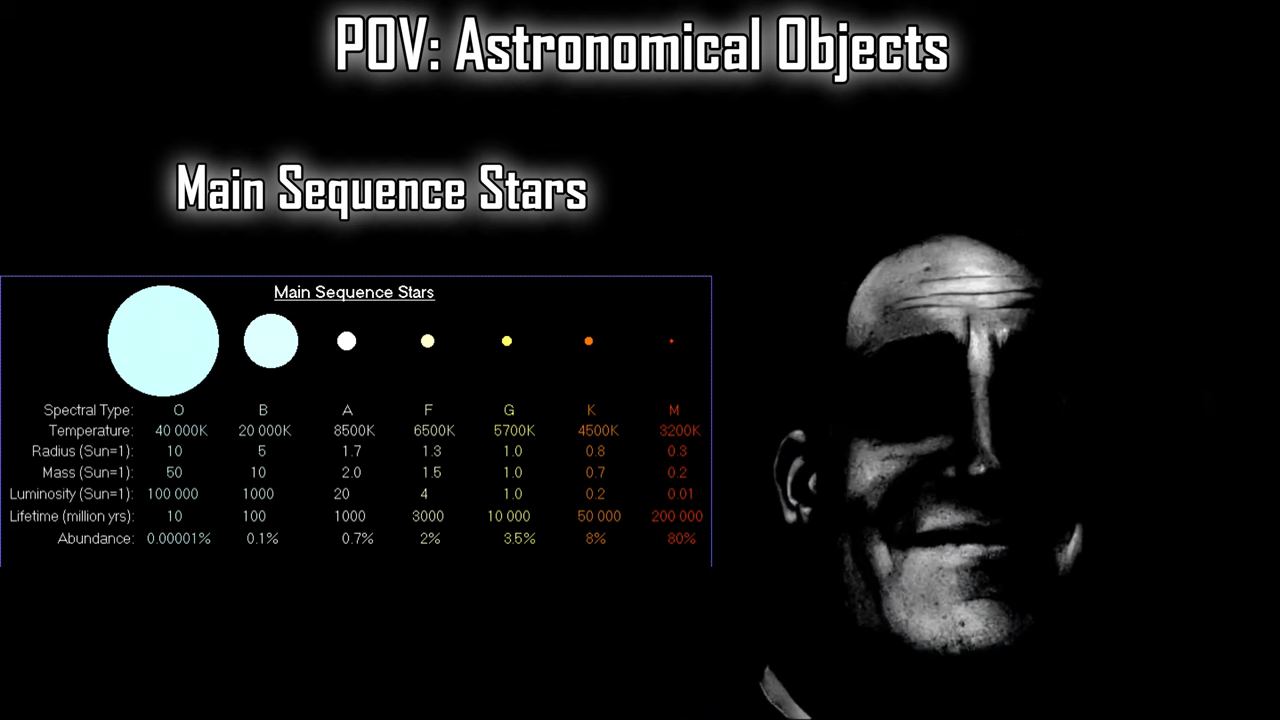 POV: Astronomical Objects
Main Sequence Stars
Main Sequence Stars
Spectral Type: O B A F G K M
Temperature: 40 000K 20 000K 8500K 6500K 5700K 4500K 3200K
Radius (Sun=1): 10 5 1.7 1.3 1.0 0.8 0.3
Mass (Sun=1): 50 10 2.0 1.5 1.0 0.7 0.2
Luminosity (Sun=1): 100 000 1000 20 4 1.0 0.2 0.01
Lifetime (million yrs): 10 100 1000 3000 10 000 50 000 200 000
Abundance: 0.00001% 0.1% 0.7% 2% 3.5% 8% 80%